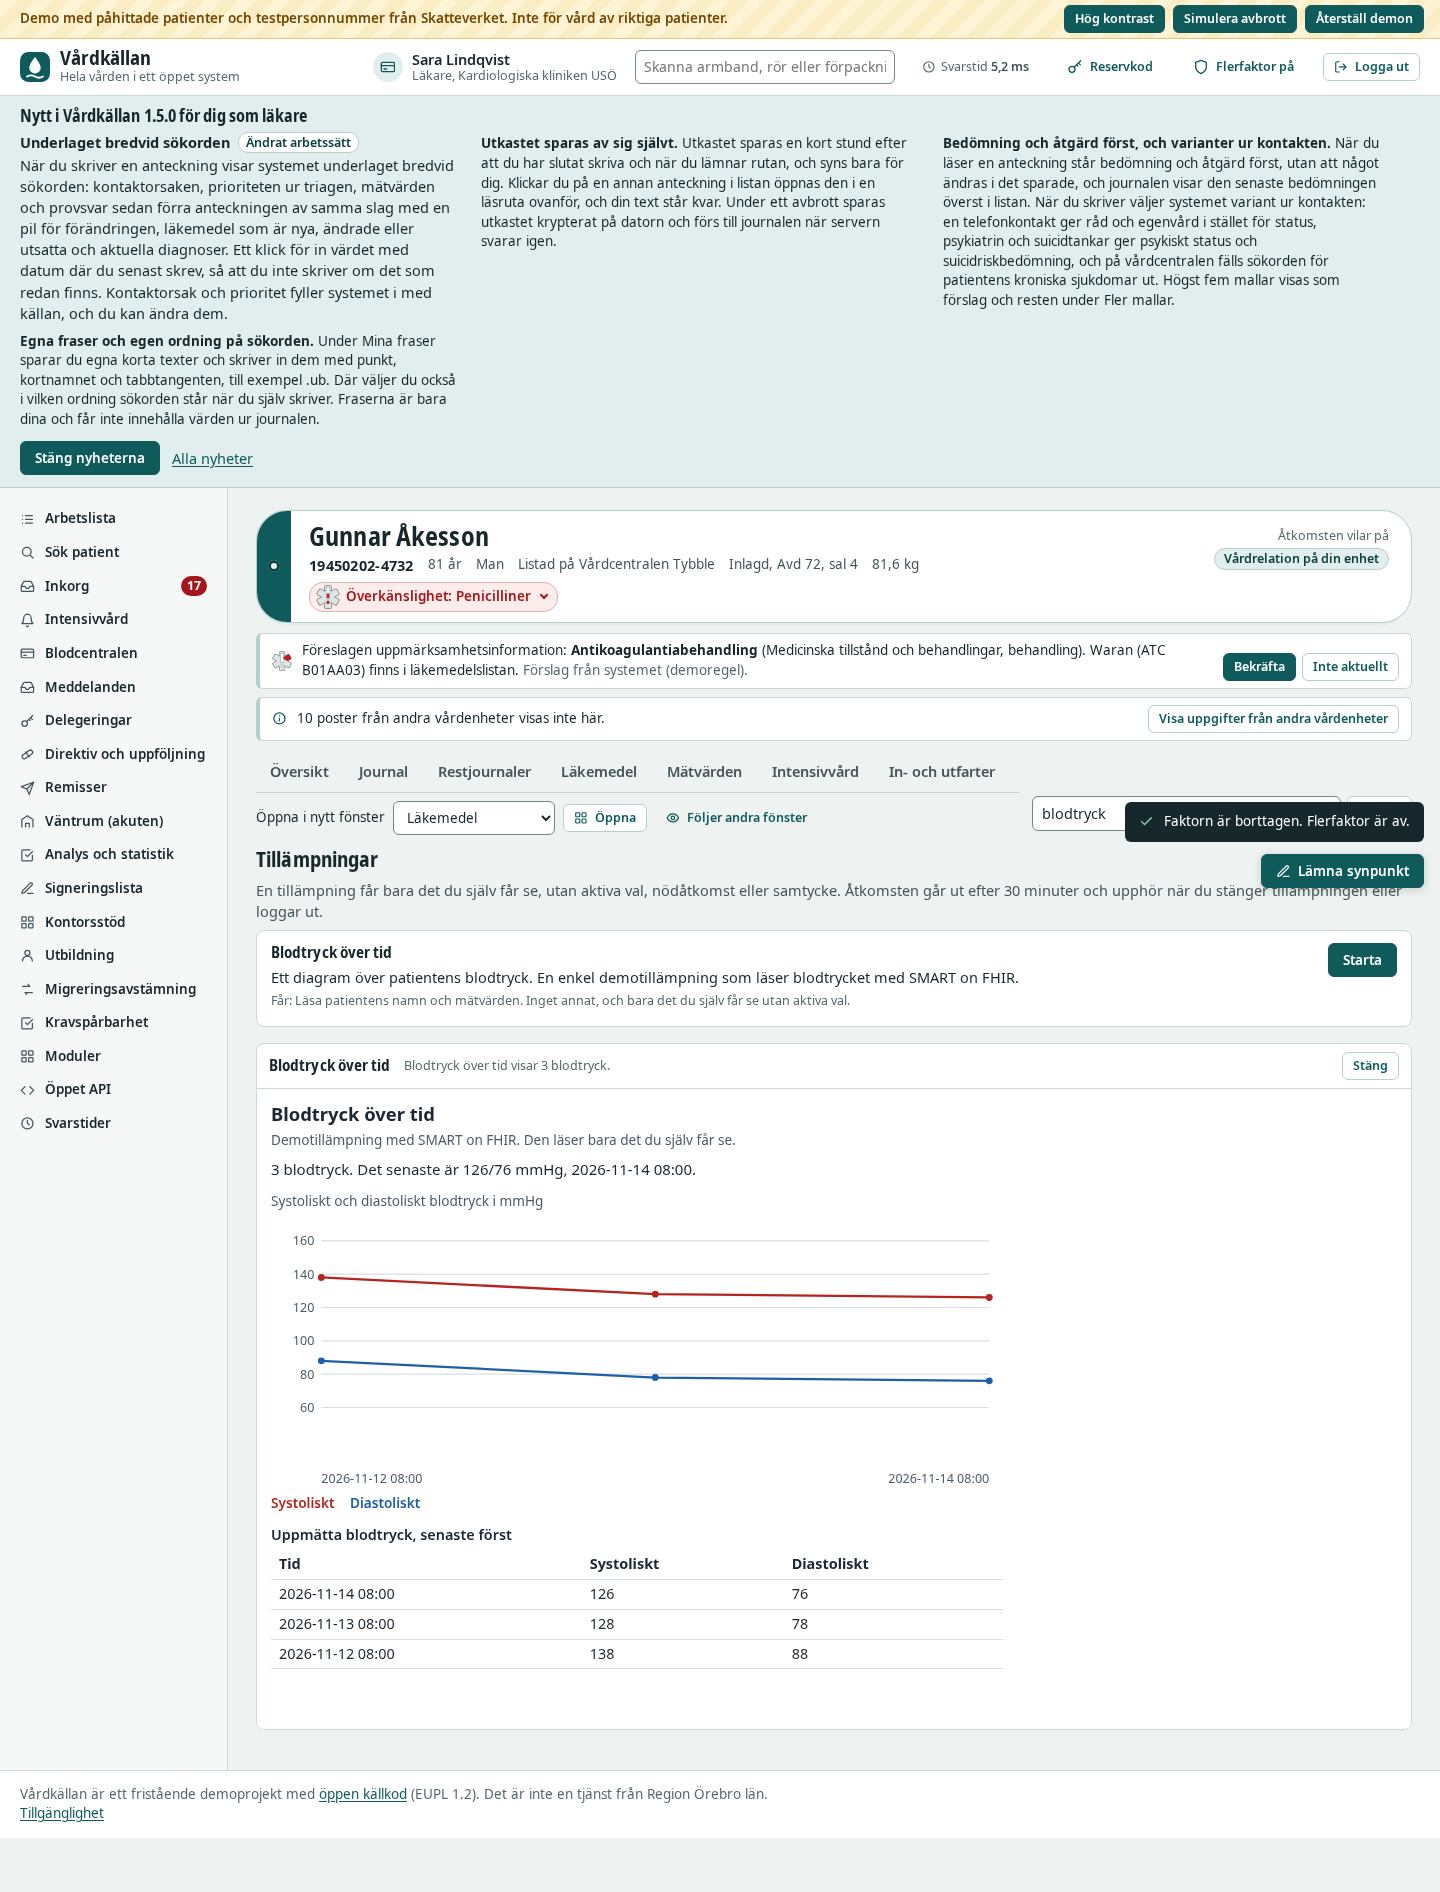 Demo med påhittade patienter och testpersonnummer från Skatteverket. Inte för vård av riktiga patienter.
Hög kontrast
Simulera avbrott
Återställ demon
Vårdkällan
Hela vården i ett öppet system
Sara Lindqvist
Läkare, Kardiologiska kliniken USÖ
Skanna armband, rör eller förpackni
Svarstid 5,2 ms
Reservkod
Flerfaktor på
Logga ut
Nytt i Vårdkällan 1.5.0 för dig som läkare
Underlaget bredvid sökorden
Ändrat arbetssätt
När du skriver en anteckning visar systemet underlaget bredvid
sökorden: kontaktorsaken, prioriteten ur triagen, mätvärden
och provsvar sedan förra anteckningen av samma slag med en
pil för förändringen, läkemedel som är nya, ändrade eller
utsatta och aktuella diagnoser. Ett klick för in värdet med
datum där du senast skrev, så att du inte skriver om det som
redan finns. Kontaktorsak och prioritet fyller systemet i med
källan, och du kan ändra dem.
Egna fraser och egen ordning på sökorden. Under Mina fraser
sparar du egna korta texter och skriver in dem med punkt,
kortnamnet och tabbtangenten, till exempel .ub. Där väljer du också
i vilken ordning sökorden står när du själv skriver. Fraserna är bara
dina och får inte innehålla värden ur journalen.
Utkastet sparas av sig självt. Utkastet sparas en kort stund efter
att du har slutat skriva och när du lämnar rutan, och syns bara för
dig. Klickar du på en annan anteckning i listan öppnas den i en
läsruta ovanför, och din text står kvar. Under ett avbrott sparas
utkastet krypterat på datorn och förs till journalen när servern
svarar igen.
Bedömning och åtgärd först, och varianter ur kontakten. När du
läser en anteckning står bedömning och åtgärd först, utan att något
ändras i det sparade, och journalen visar den senaste bedömningen
överst i listan. När du skriver väljer systemet variant ur kontakten:
en telefonkontakt ger råd och egenvård i stället för status,
psykiatrin och suicidtankar ger psykiskt status och
suicidriskbedömning, och på vårdcentralen fälls sökorden för
patientens kroniska sjukdomar ut. Högst fem mallar visas som
förslag och resten under Fler mallar.
Stäng nyheterna
Alla nyheter
Arbetslista
Sök patient
Inkorg
17
Intensivvård
Blodcentralen
Meddelanden
Delegeringar
Direktiv och uppföljning
Remisser
Väntrum (akuten)
Analys och statistik
Signeringslista
Kontorsstöd
Utbildning
Migreringsavstämning
Kravspårbarhet
Moduler
Öppet API
Svarstider
Gunnar Åkesson
19450202-4732
81 år
Man
Listad på Vårdcentralen Tybble
Inlagd, Avd 72, sal 4
81,6 kg
Överkänslighet: Penicilliner
Åtkomsten vilar på
Vårdrelation på din enhet
Föreslagen uppmärksamhetsinformation: Antikoagulantiabehandling (Medicinska tillstånd och behandlingar, behandling). Waran (ATC
B01AA03) finns i läkemedelslistan. Förslag från systemet (demoregel).
Bekräfta
Inte aktuellt
10 poster från andra vårdenheter visas inte här.
Visa uppgifter från andra vårdenheter
Översikt
Journal
Restjournaler
Läkemedel
Mätvärden
Intensivvård
In- och utfarter
Öppna i nytt fönster
Läkemedel
Öppna
Följer andra fönster
blodtryck
Faktorn är borttagen. Flerfaktor är av.
Lämna synpunkt
Tillämpningar
En tillämpning får bara det du själv får se, utan aktiva val, nödåtkomst eller samtycke. Åtkomsten går ut efter 30 minuter och upphör när du stänger tillämpningen eller
loggar ut.
Blodtryck över tid
Ett diagram över patientens blodtryck. En enkel demotillämpning som läser blodtrycket med SMART on FHIR.
Får: Läsa patientens namn och mätvärden. Inget annat, och bara det du själv får se utan aktiva val.
Starta
Blodtryck över tid
Blodtryck över tid visar 3 blodtryck.
Stäng
Blodtryck över tid
Demotillämpning med SMART on FHIR. Den läser bara det du själv får se.
3 blodtryck. Det senaste är 126/76 mmHg, 2026-11-14 08:00.
Systoliskt och diastoliskt blodtryck i mmHg
160
140
120
100
80
60
2026-11-12 08:00
2026-11-14 08:00
Systoliskt
Diastoliskt
Uppmätta blodtryck, senaste först
Tid
Systoliskt
Diastoliskt
2026-11-14 08:00
126
76
2026-11-13 08:00
128
78
2026-11-12 08:00
138
88
Vårdkällan är ett fristående demoprojekt med öppen källkod (EUPL 1.2). Det är inte en tjänst från Region Örebro län.
Tillgänglighet